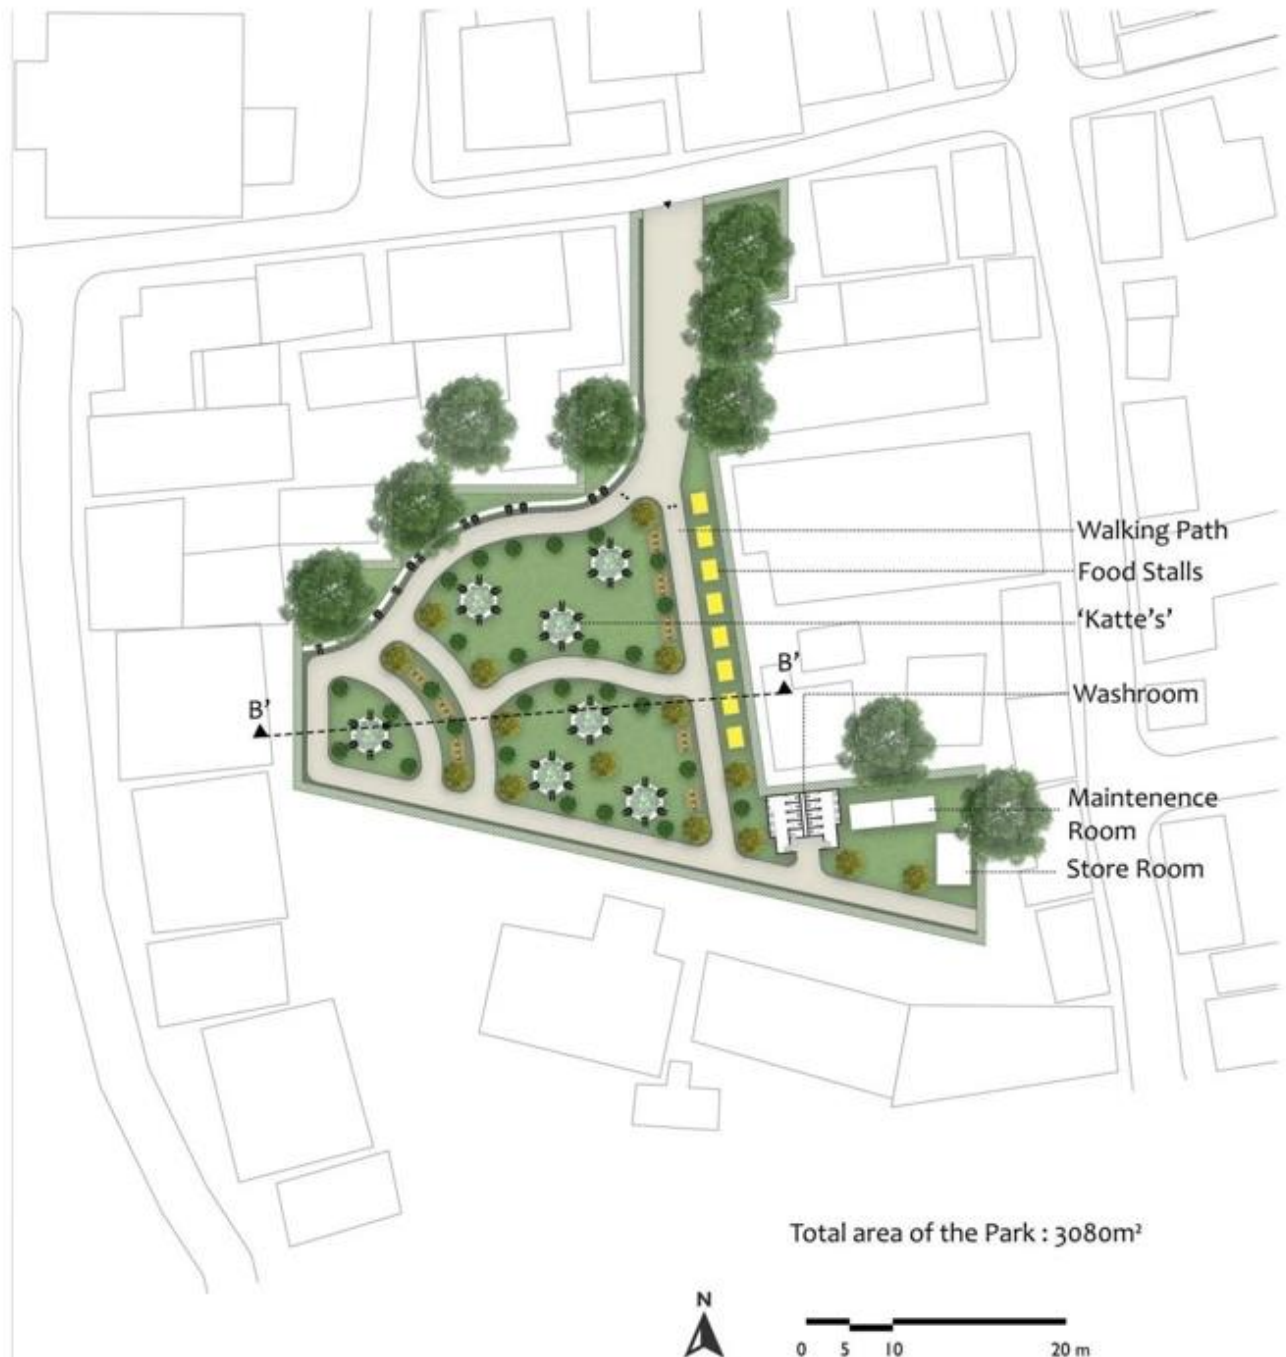 Walking Path
Food Stalls
'Katte's'
B'
B'
Washroom
Maintenence
Room
Store Room
Total area of the Park : 3080m²
N
0 5 10 20 m